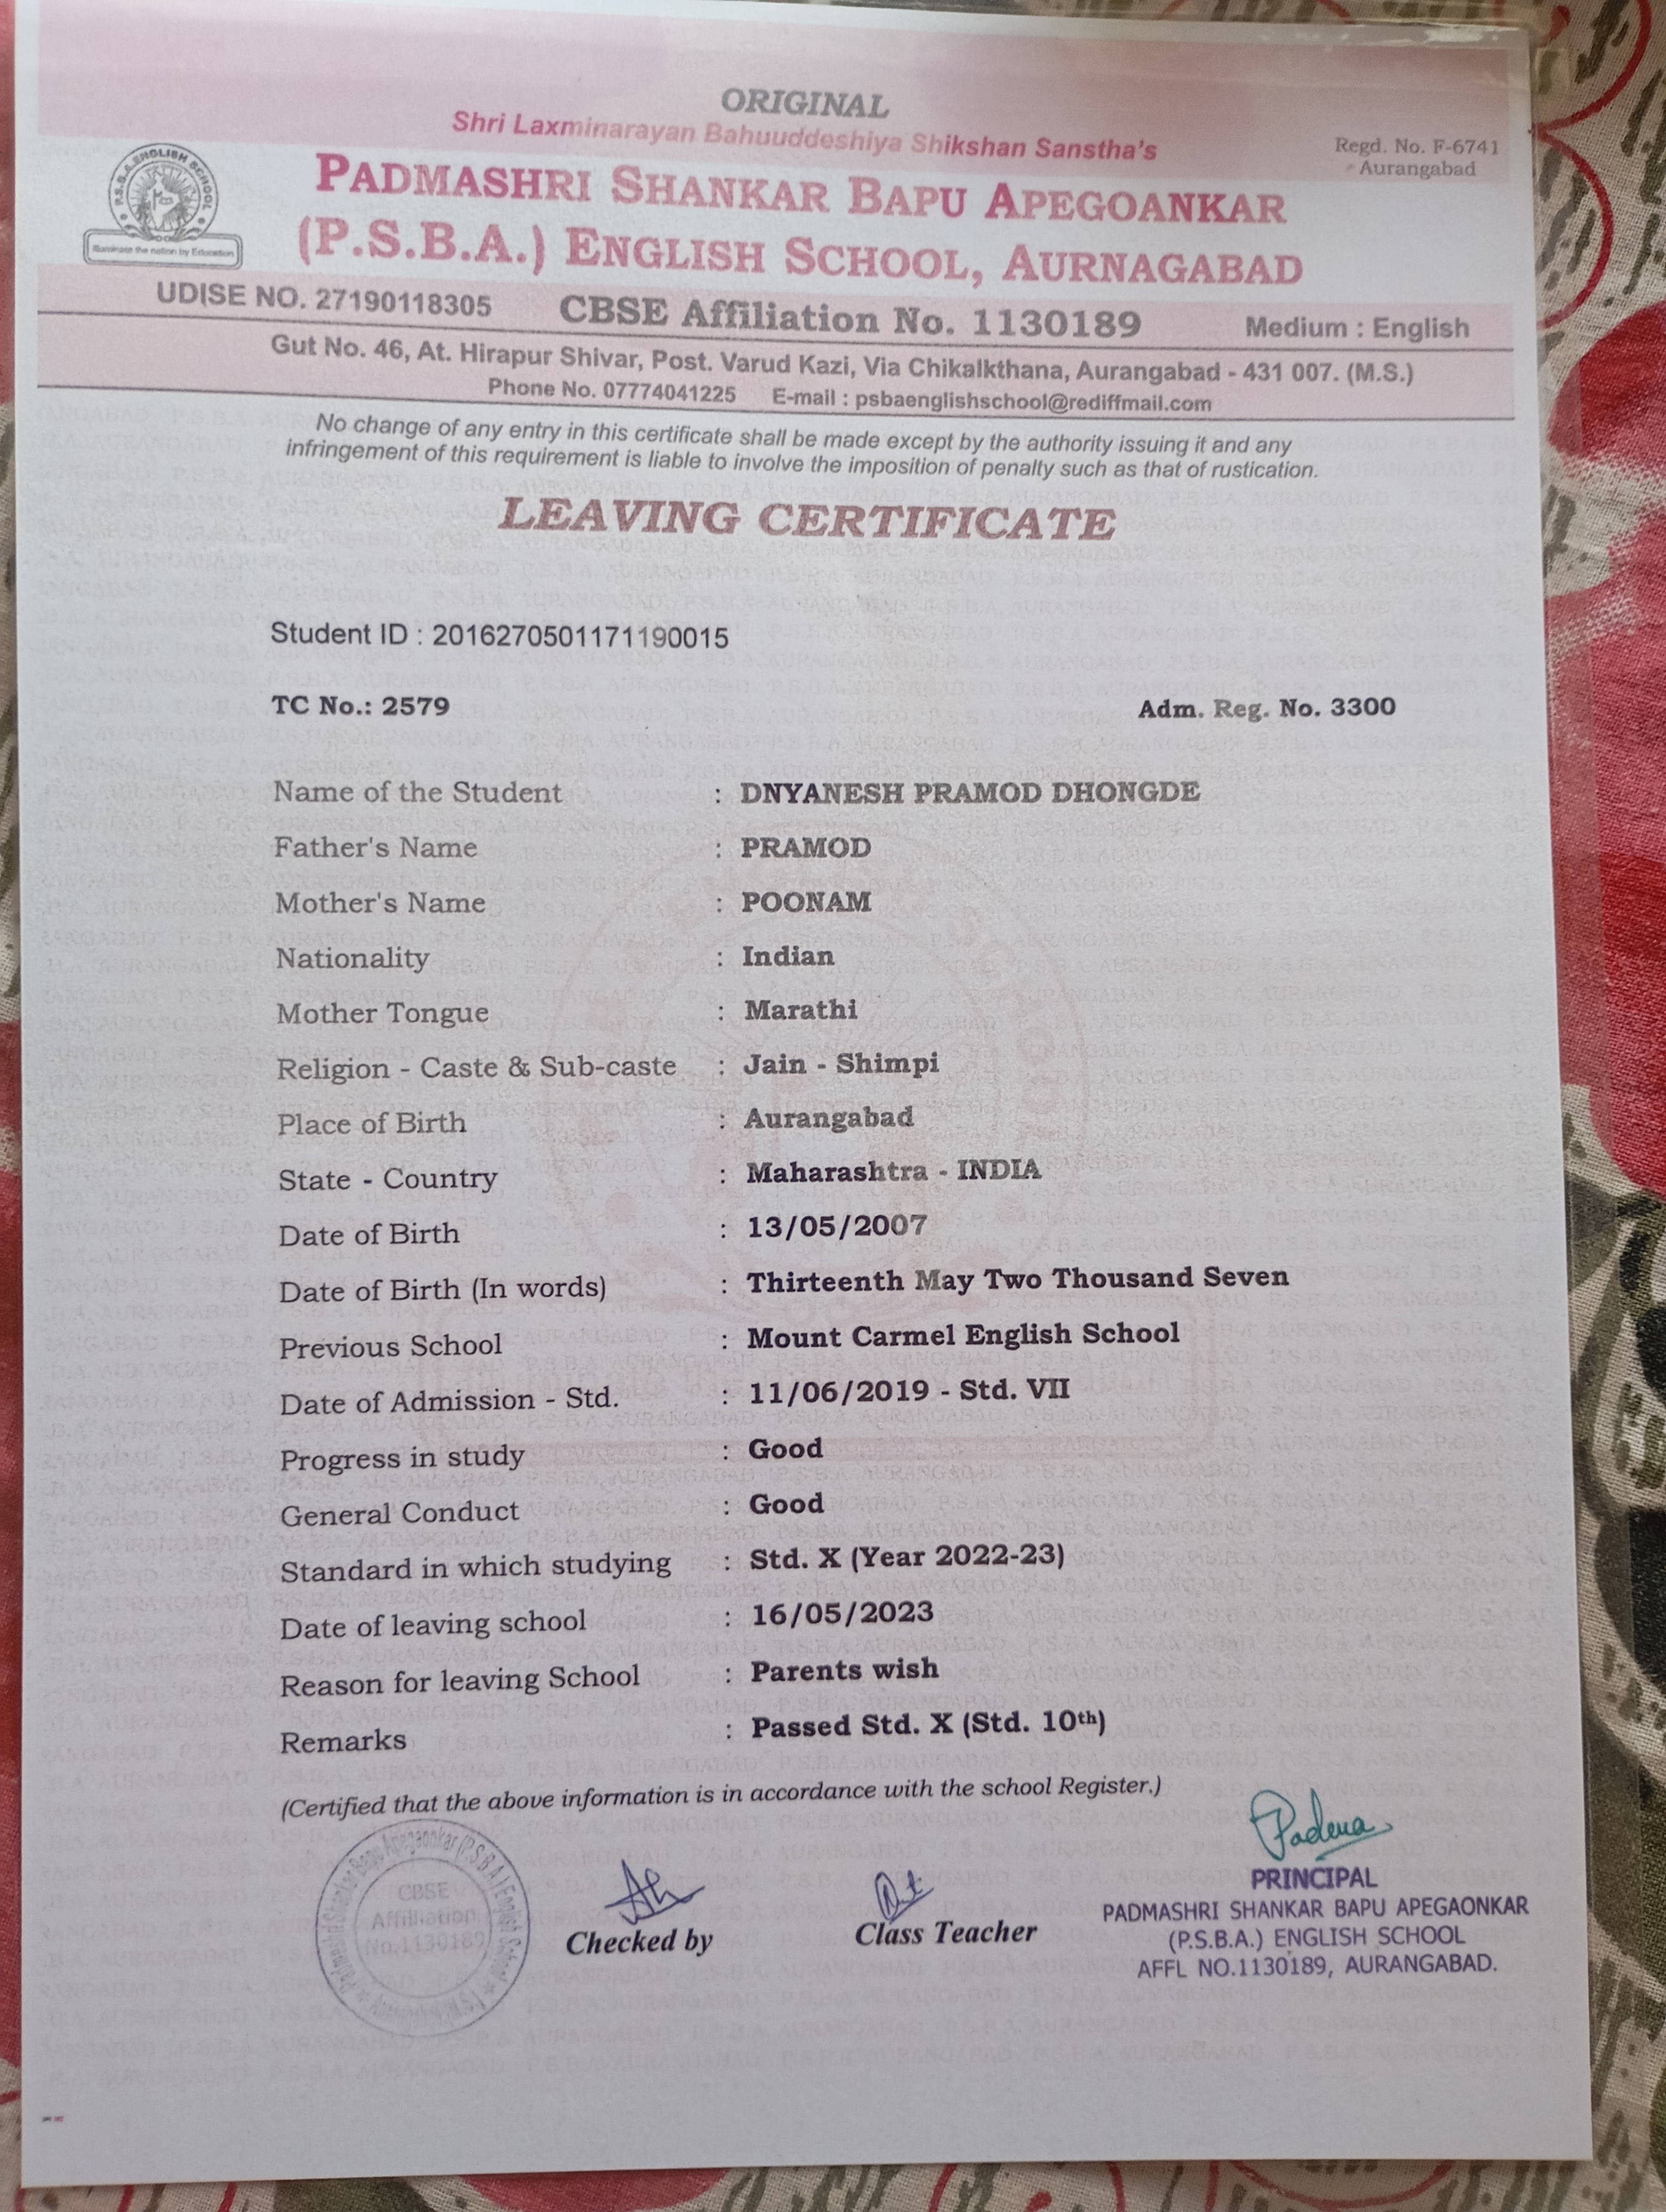 ORIGINAL
Shri Laxminarayan Bahuuddeshiya Shikshan Sanstha's
Regd. No. F-6741
Aurangabad
P.S.B.A. ENGLISH SCHOOL
Illuminate the nation by Education
PADMASHRI SHANKAR BAPU APEGOANKAR
(P.S.B.A.) ENGLISH SCHOOL, AURNAGABAD
UDISE NO. 27190118305 CBSE Affiliation No. 1130189 Medium : English
Gut No. 46, At. Hirapur Shivar, Post. Varud Kazi, Via Chikalkthana, Aurangabad - 431 007. (M.S.)
Phone No. 07774041225 E-mail : psbaenglishschool@rediffmail.com
No change of any entry in this certificate shall be made except by the authority issuing it and any
infringement of this requirement is liable to involve the imposition of penalty such as that of rustication.
LEAVING CERTIFICATE
Student ID : 2016270501171190015
TC No.: 2579 Adm. Reg. No. 3300
Name of the Student : DNYANESH PRAMOD DHONGDE
Father's Name : PRAMOD
Mother's Name : POONAM
Nationality : Indian
Mother Tongue : Marathi
Religion - Caste & Sub-caste : Jain - Shimpi
Place of Birth : Aurangabad
State - Country : Maharashtra - INDIA
Date of Birth : 13/05/2007
Date of Birth (In words) : Thirteenth May Two Thousand Seven
Previous School : Mount Carmel English School
Date of Admission - Std. : 11/06/2019 - Std. VII
Progress in study : Good
General Conduct : Good
Standard in which studying : Std. X (Year 2022-23)
Date of leaving school : 16/05/2023
Reason for leaving School : Parents wish
Remarks : Passed Std. X (Std. 10th)
(Certified that the above information is in accordance with the school Register.)
CBSE
Affilliation
No.1130189
Checked by
Class Teacher
PRINCIPAL
PADMASHRI SHANKAR BAPU APEGAONKAR
(P.S.B.A.) ENGLISH SCHOOL
AFFL NO.1130189, AURANGABAD.